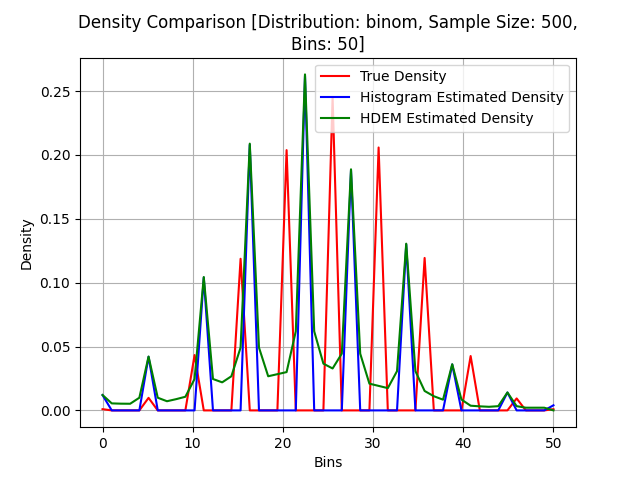 Density Comparison [Distribution: binom, Sample Size: 500,
Bins: 50]
True Density
Histogram Estimated Density
HDEM Estimated Density
Density
0.25
0.20
0.15
0.10
0.05
0.00
0 10 20 30 40 50
Bins